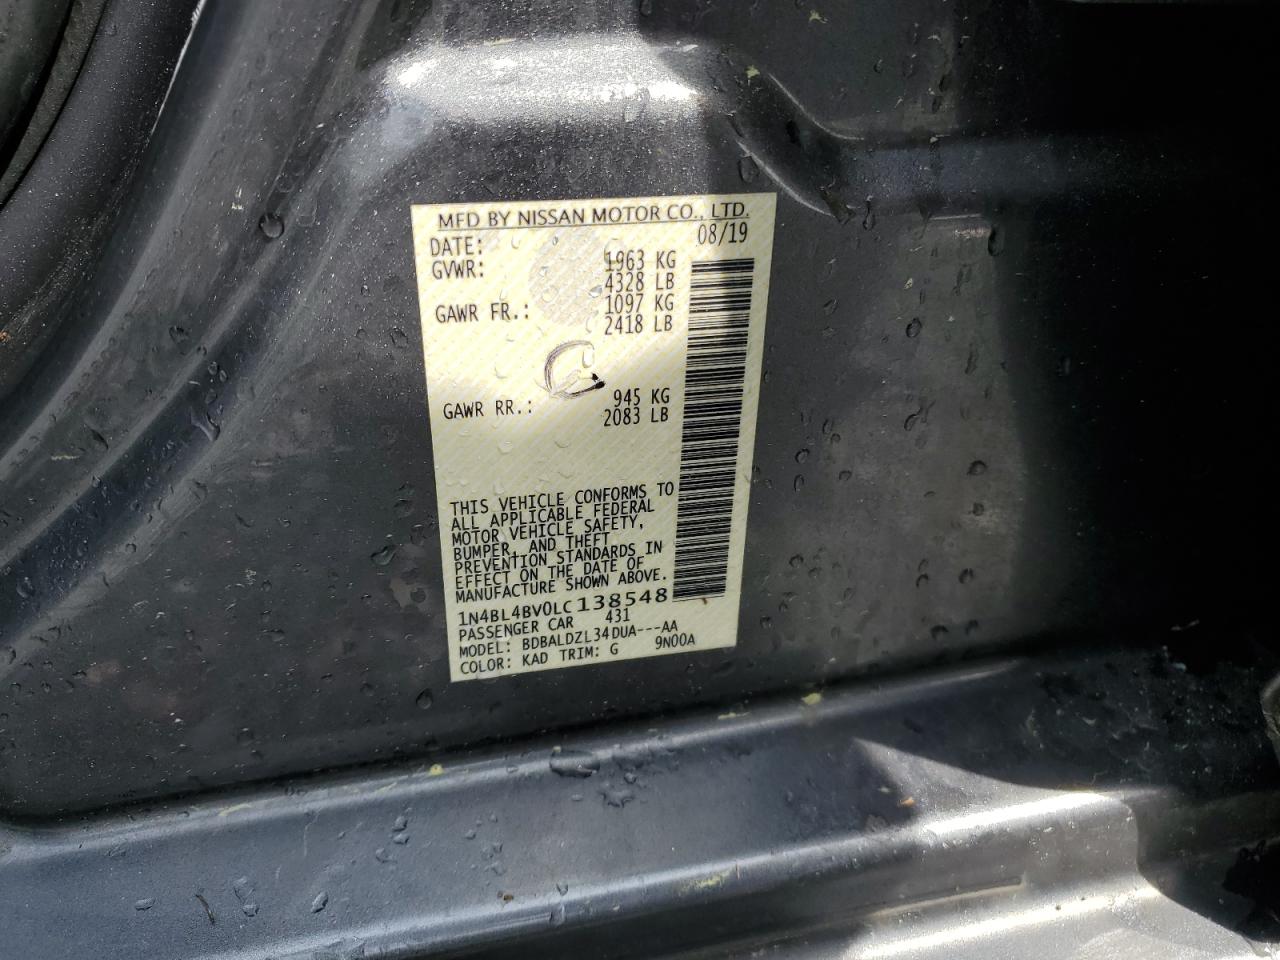 MFD BY NISSAN MOTOR CO., LTD.
DATE: 08/19
GVWR: 1963 KG
4328 LB
GAWR FR.: 1097 KG
2418 LB
GAWR RR.: 945 KG
2083 LB
THIS VEHICLE CONFORMS TO
ALL APPLICABLE FEDERAL
MOTOR VEHICLE SAFETY,
BUMPER, AND THEFT
PREVENTION STANDARDS IN
EFFECT ON THE DATE OF
MANUFACTURE SHOWN ABOVE.
1N4BL4BV0LC138548
PASSENGER CAR 431
MODEL: BDBALDZL34DUA---AA
COLOR: KAD TRIM: G 9N00A